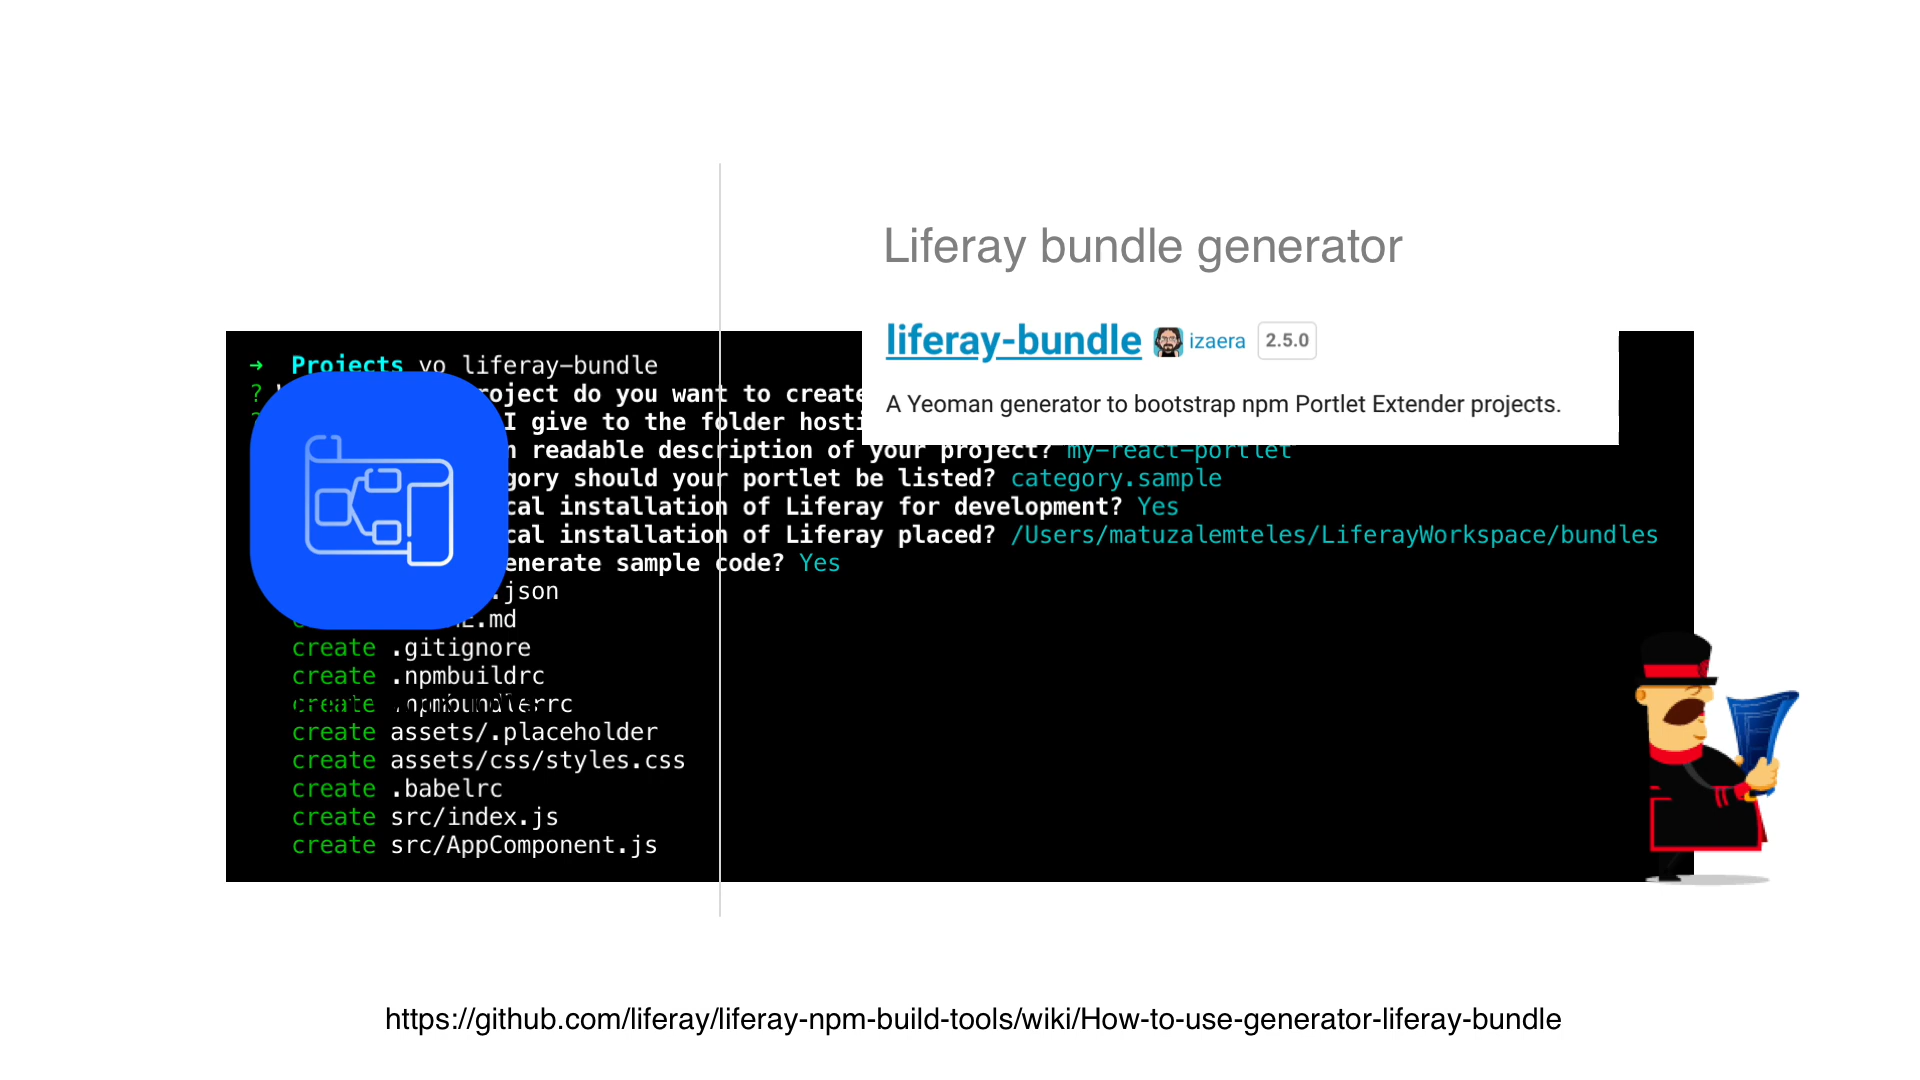 Liferay bundle generator
liferay-bundle izaera 2.5.0
A Yeoman generator to bootstrap npm Portlet Extender projects.
➜ Projects yo liferay-bundle
? project do you want to create
I give to the folder hosti
readable description of your project? my-react-portlet
gory should your portlet be listed? category.sample
cal installation of Liferay for development? Yes
cal installation of Liferay placed? /Users/matuzalemteles/LiferayWorkspace/bundles
enerate sample code? Yes
.json
.md
create .gitignore
create .npmbuildrc
create .npmbundlerrc
create assets/.placeholder
create assets/css/styles.css
create .babelrc
create src/index.js
create src/AppComponent.js
https://github.com/liferay/liferay-npm-build-tools/wiki/How-to-use-generator-liferay-bundle